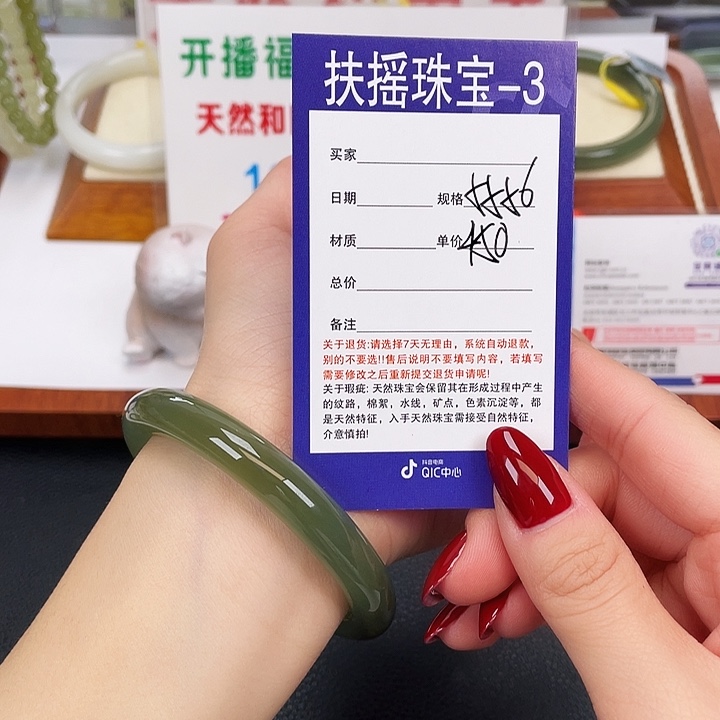 开播福
天然和
1
扶摇珠宝-3
买家
日期 规格
材质 单价
总价
备注
关于退货:请选择7天无理由，系统自动退款，
别的不要选!!售后说明不要填写内容，若填写
需要修改之后重新提交退货申请呢!
关于瑕疵: 天然珠宝会保留其在形成过程中产生
的纹路，棉絮，水线，矿点，色素沉淀等，都
是天然特征，入手天然珠宝需接受自然特征，
介意慎拍!
抖音电商
QIC中心